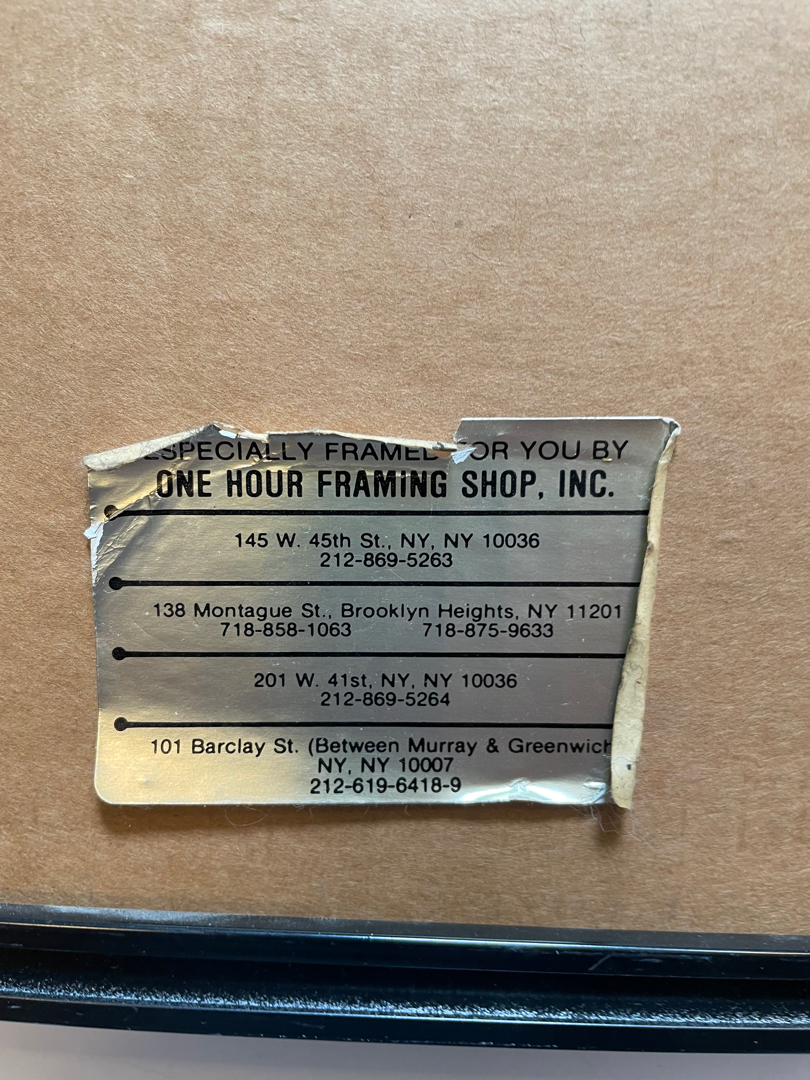 ESPECIALLY FRAMED FOR YOU BY
ONE HOUR FRAMING SHOP, INC.
145 W. 45th St., NY, NY 10036
212-869-5263
138 Montague St., Brooklyn Heights, NY 11201
718-858-1063 718-875-9633
201 W. 41st, NY, NY 10036
212-869-5264
101 Barclay St. (Between Murray & Greenwich
NY, NY 10007
212-619-6418-9